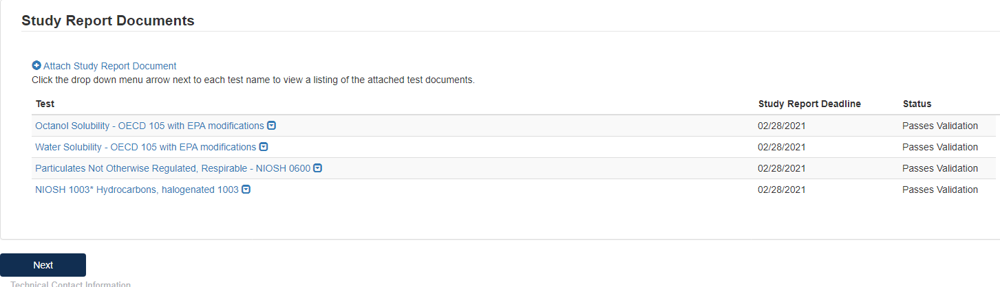 Study Report Documents
Attach Study Report Document
Click the drop down menu arrow next to each test name to view a listing of the attached test documents.
Test Study Report Deadline Status
Octanol Solubility - OECD 105 with EPA modifications 02/28/2021 Passes Validation
Water Solubility - OECD 105 with EPA modifications 02/28/2021 Passes Validation
Particulates Not Otherwise Regulated, Respirable - NIOSH 0600 02/28/2021 Passes Validation
NIOSH 1003* Hydrocarbons, halogenated 1003 02/28/2021 Passes Validation
Next
Technical Contact Information